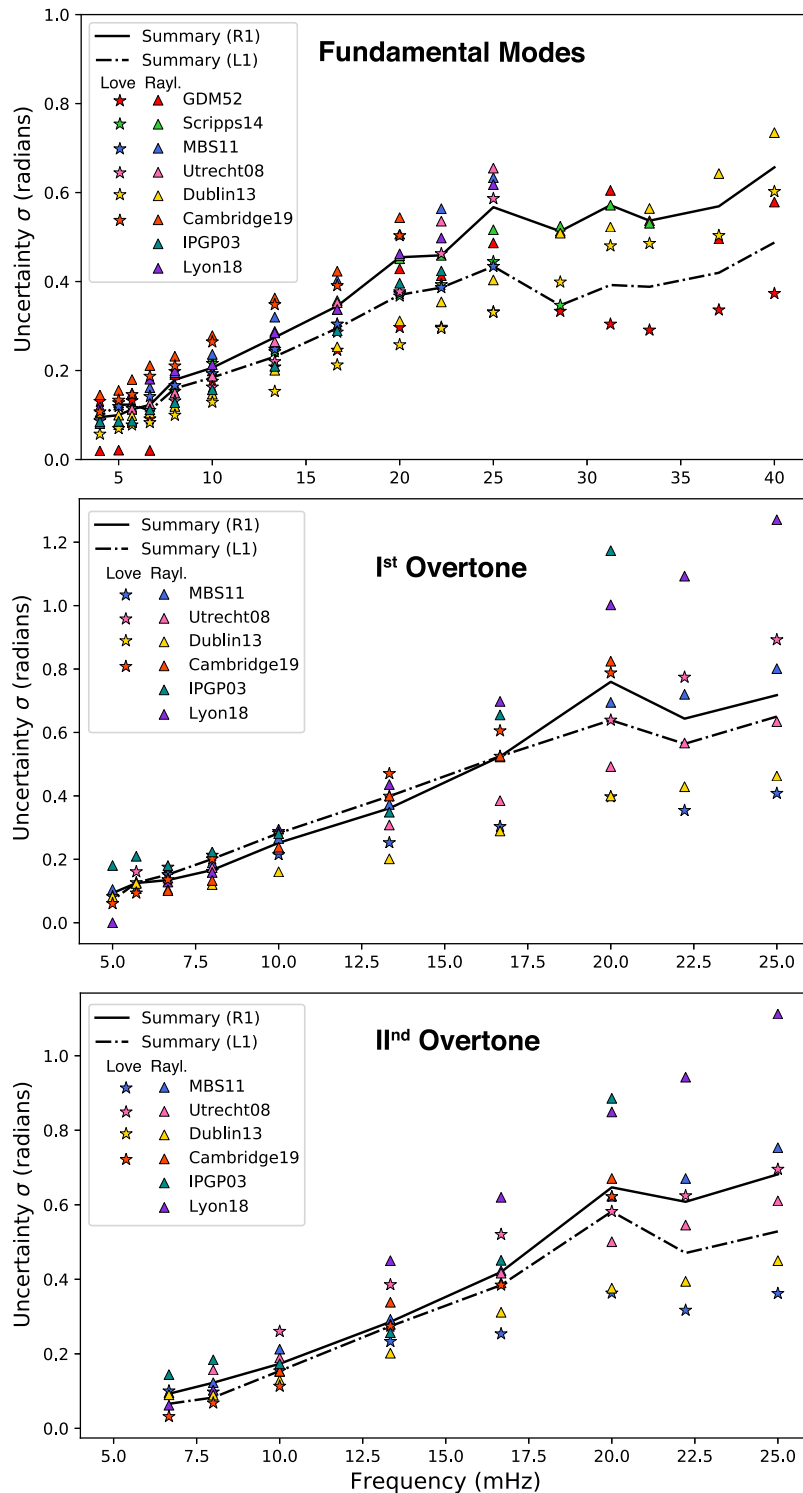 Fundamental Modes
Summary (R1)
Summary (L1)
Love Rayl.
GDM52
Scripps14
MBS11
Utrecht08
Dublin13
Cambridge19
IPGP03
Lyon18
Uncertainty σ (radians)
1.0
0.8
0.6
0.4
0.2
0.0
5 10 15 20 25 30 35 40
Ist Overtone
Summary (R1)
Summary (L1)
Love Rayl.
MBS11
Utrecht08
Dublin13
Cambridge19
IPGP03
Lyon18
Uncertainty σ (radians)
1.2
1.0
0.8
0.6
0.4
0.2
0.0
5.0 7.5 10.0 12.5 15.0 17.5 20.0 22.5 25.0
IInd Overtone
Summary (R1)
Summary (L1)
Love Rayl.
MBS11
Utrecht08
Dublin13
Cambridge19
IPGP03
Lyon18
Uncertainty σ (radians)
1.0
0.8
0.6
0.4
0.2
0.0
5.0 7.5 10.0 12.5 15.0 17.5 20.0 22.5 25.0
Frequency (mHz)